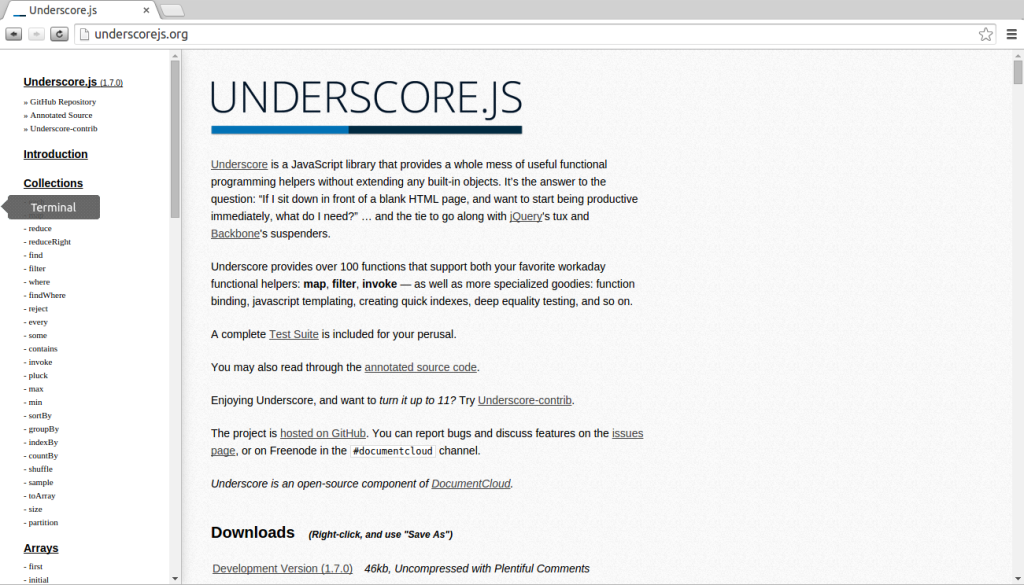 Underscore.js
underscorejs.org
Underscore.js (1.7.0)
» GitHub Repository
» Annotated Source
» Underscore-contrib
Introduction
Collections
Terminal
- reduce
- reduceRight
- find
- filter
- where
- findWhere
- reject
- every
- some
- contains
- invoke
- pluck
- max
- min
- sortBy
- groupBy
- indexBy
- countBy
- shuffle
- sample
- toArray
- size
- partition
Arrays
- first
- initial
UNDERSCORE.JS
Underscore is a JavaScript library that provides a whole mess of useful functional
programming helpers without extending any built-in objects. It's the answer to the
question: “If I sit down in front of a blank HTML page, and want to start being productive
immediately, what do I need?” … and the tie to go along with jQuery's tux and
Backbone's suspenders.
Underscore provides over 100 functions that support both your favorite workaday
functional helpers: map, filter, invoke — as well as more specialized goodies: function
binding, javascript templating, creating quick indexes, deep equality testing, and so on.
A complete Test Suite is included for your perusal.
You may also read through the annotated source code.
Enjoying Underscore, and want to turn it up to 11? Try Underscore-contrib.
The project is hosted on GitHub. You can report bugs and discuss features on the issues
page, or on Freenode in the #documentcloud channel.
Underscore is an open-source component of DocumentCloud.
Downloads (Right-click, and use "Save As")
Development Version (1.7.0) 46kb, Uncompressed with Plentiful Comments